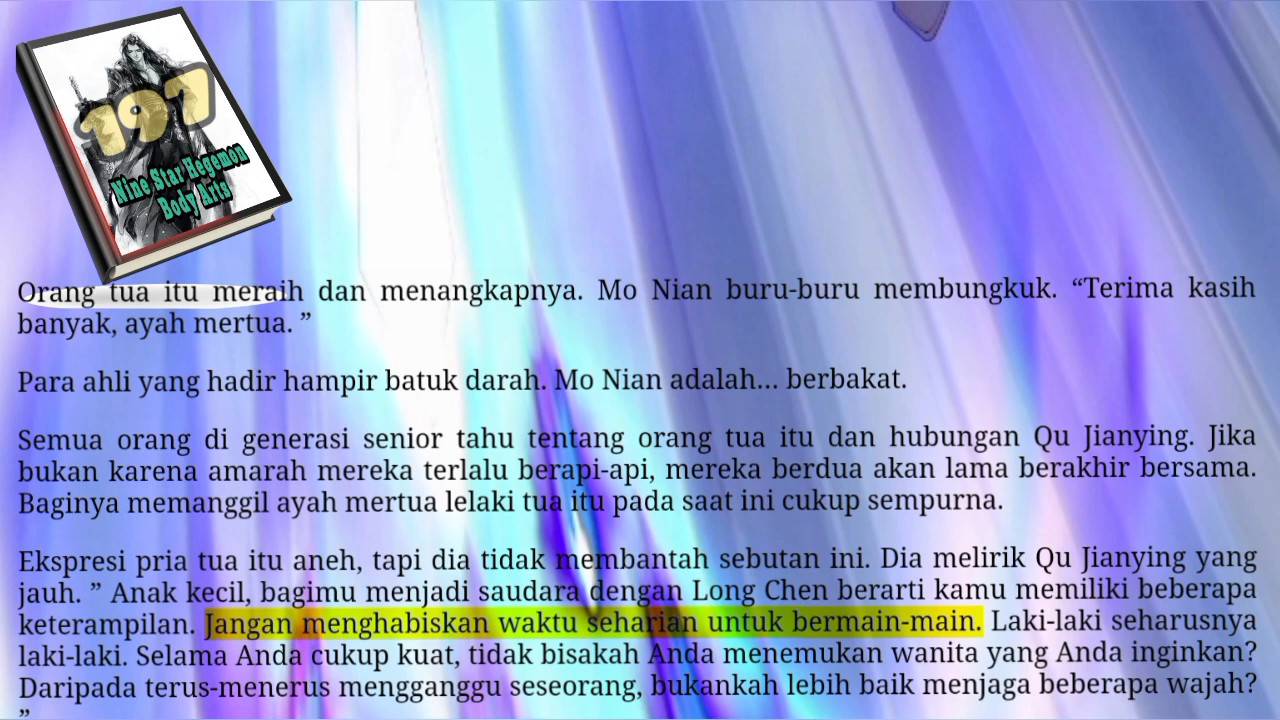 197
Nine Star Hegemon
Body Arts
Orang tua itu meraih dan menangkapnya. Mo Nian buru-buru membungkuk. “Terima kasih
banyak, ayah mertua. ”
Para ahli yang hadir hampir batuk darah. Mo Nian adalah... berbakat.
Semua orang di generasi senior tahu tentang orang tua itu dan hubungan Qu Jianying. Jika
bukan karena amarah mereka terlalu berapi-api, mereka berdua akan lama berakhir bersama.
Baginya memanggil ayah mertua lelaki tua itu pada saat ini cukup sempurna.
Ekspresi pria tua itu aneh, tapi dia tidak membantah sebutan ini. Dia melirik Qu Jianying yang
jauh. ” Anak kecil, bagimu menjadi saudara dengan Long Chen berarti kamu memiliki beberapa
keterampilan. Jangan menghabiskan waktu seharian untuk bermain-main. Laki-laki seharusnya
laki-laki. Selama Anda cukup kuat, tidak bisakah Anda menemukan wanita yang Anda inginkan?
Daripada terus-menerus mengganggu seseorang, bukankah lebih baik menjaga beberapa wajah?
”